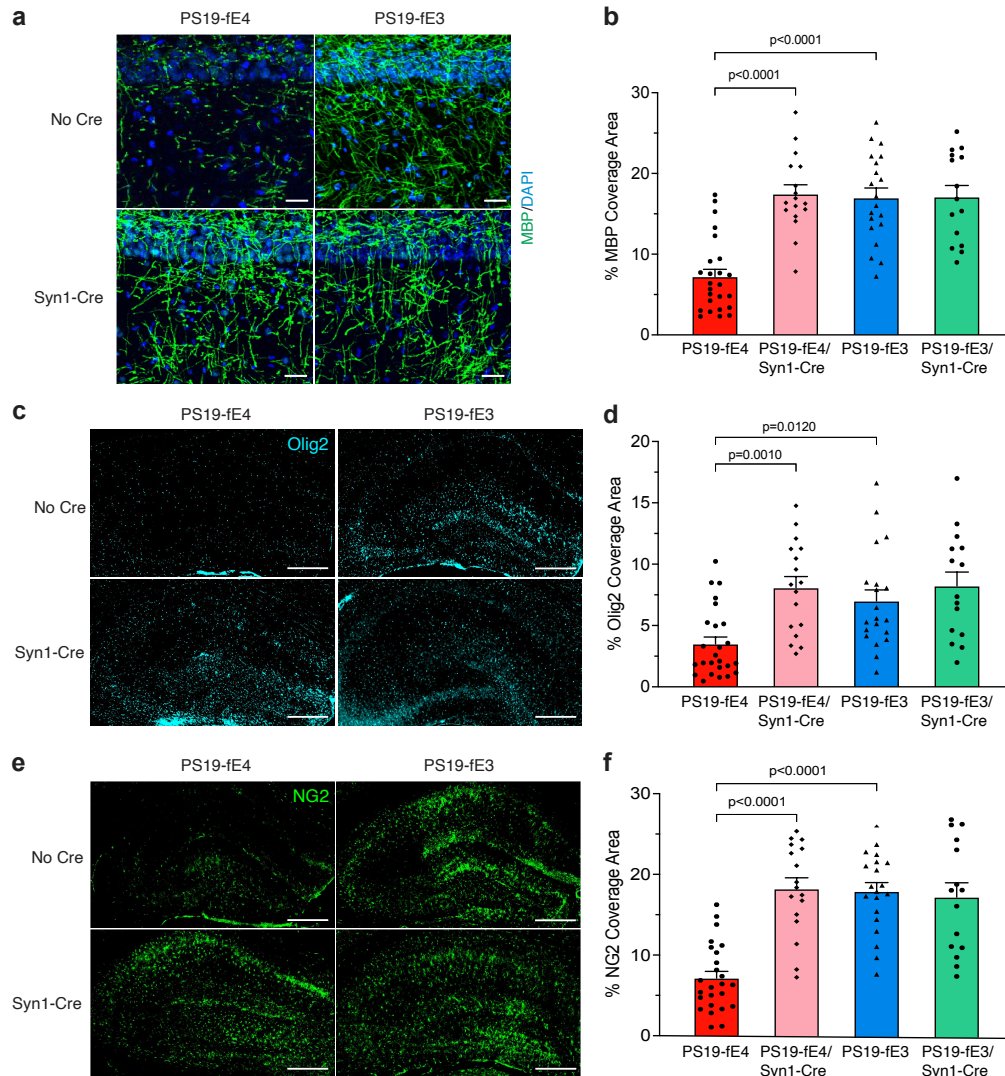 a
PS19-fE4 PS19-fE3
No Cre
Syn1-Cre
MBP/DAPI
b
p<0.0001
p<0.0001
% MBP Coverage Area
30
20
10
0
PS19-fE4 PS19-fE4/ PS19-fE3 PS19-fE3/
Syn1-Cre Syn1-Cre
c
PS19-fE4 PS19-fE3
Olig2
No Cre
Syn1-Cre
d
p=0.0120
p=0.0010
% Olig2 Coverage Area
20
15
10
5
0
PS19-fE4 PS19-fE4/ PS19-fE3 PS19-fE3/
Syn1-Cre Syn1-Cre
e
PS19-fE4 PS19-fE3
NG2
No Cre
Syn1-Cre
f
p<0.0001
p<0.0001
% NG2 Coverage Area
30
20
10
0
PS19-fE4 PS19-fE4/ PS19-fE3 PS19-fE3/
Syn1-Cre Syn1-Cre